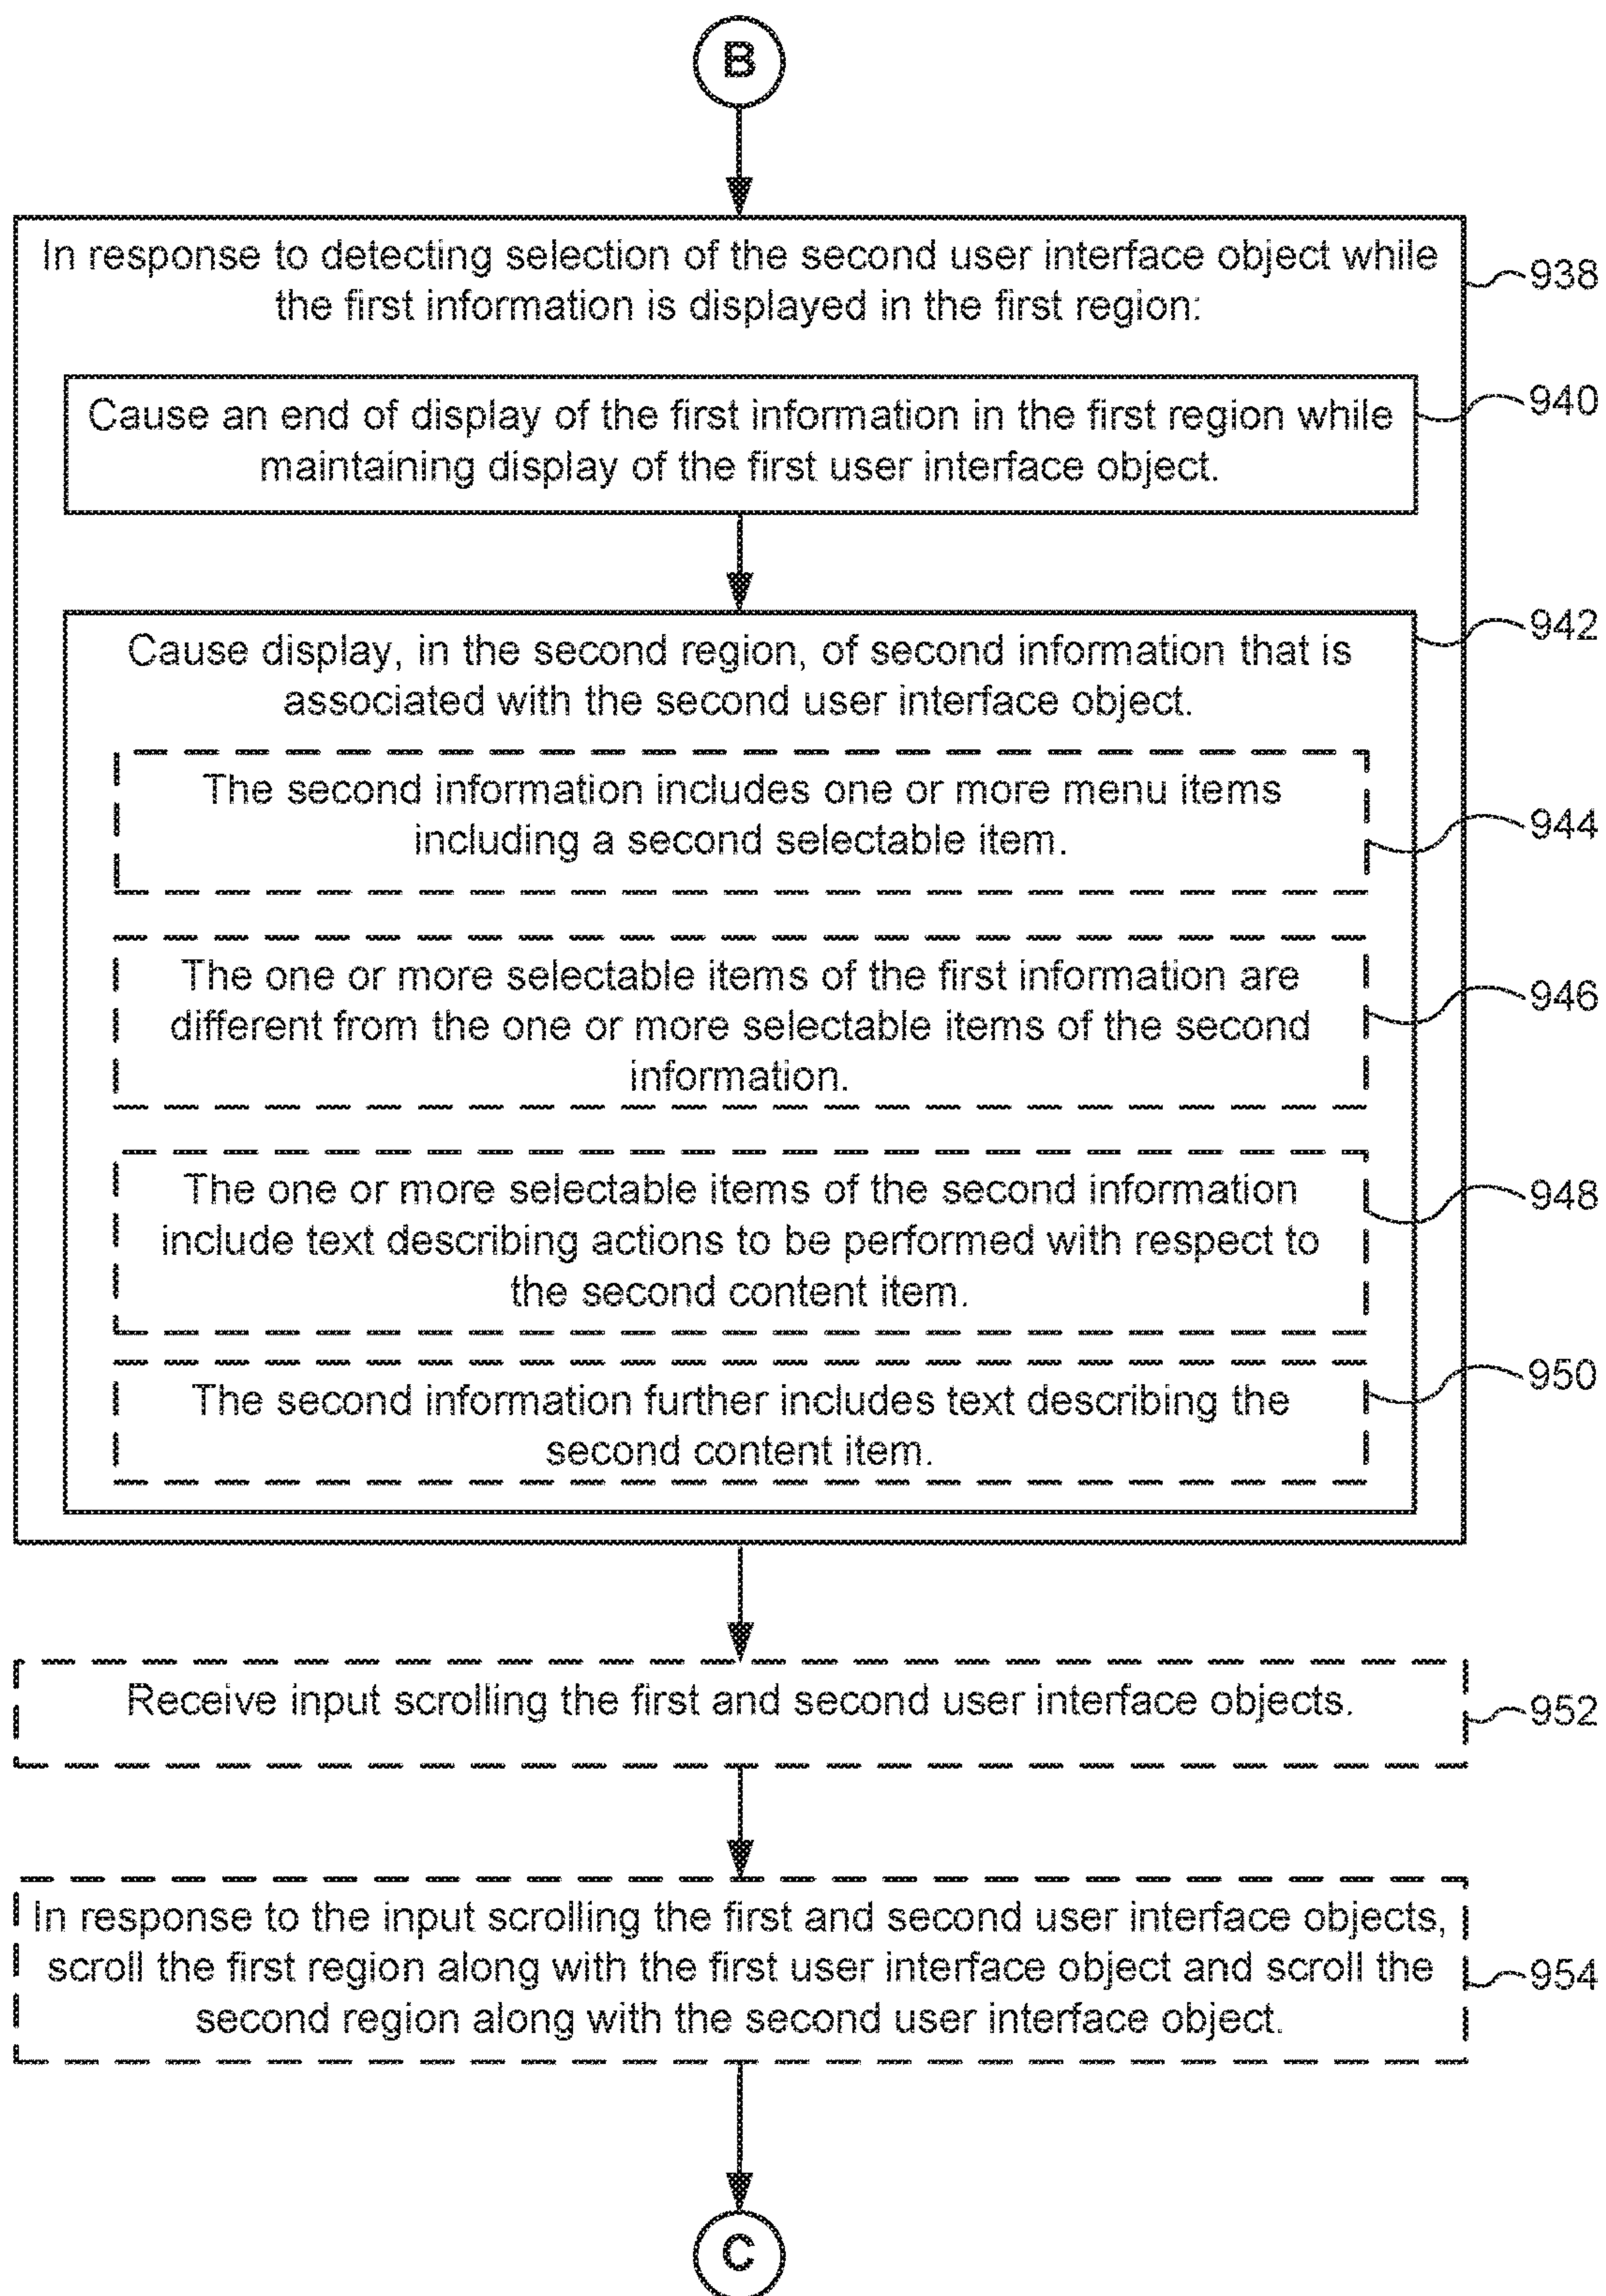 B
In response to detecting selection of the second user interface object while
the first information is displayed in the first region:
938
Cause an end of display of the first information in the first region while
maintaining display of the first user interface object.
940
Cause display, in the second region, of second information that is
associated with the second user interface object.
942
The second information includes one or more menu items
including a second selectable item.
944
The one or more selectable items of the first information are
different from the one or more selectable items of the second
information.
946
The one or more selectable items of the second information
include text describing actions to be performed with respect to
the second content item.
948
The second information further includes text describing the
second content item.
950
Receive input scrolling the first and second user interface objects.
952
In response to the input scrolling the first and second user interface objects,
scroll the first region along with the first user interface object and scroll the
second region along with the second user interface object.
954
C